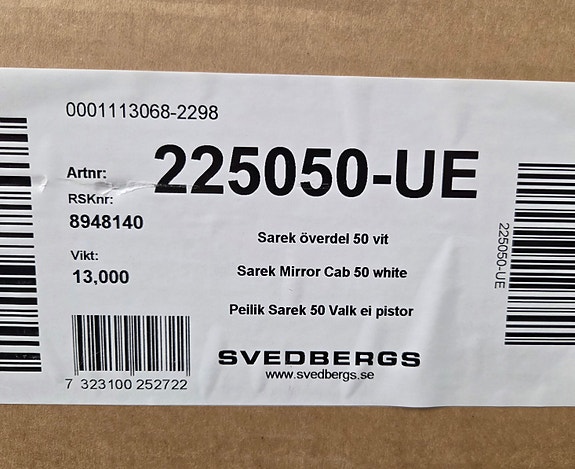 0001113068-2298
Artnr: 225050-UE
RSKnr:
8948140
Sarek överdel 50 vit
Vikt:
13,000
Sarek Mirror Cab 50 white
Peilik Sarek 50 Valk ei pistor
SVEDBERGS
www.svedbergs.se
7 323100 252722
225050-UE